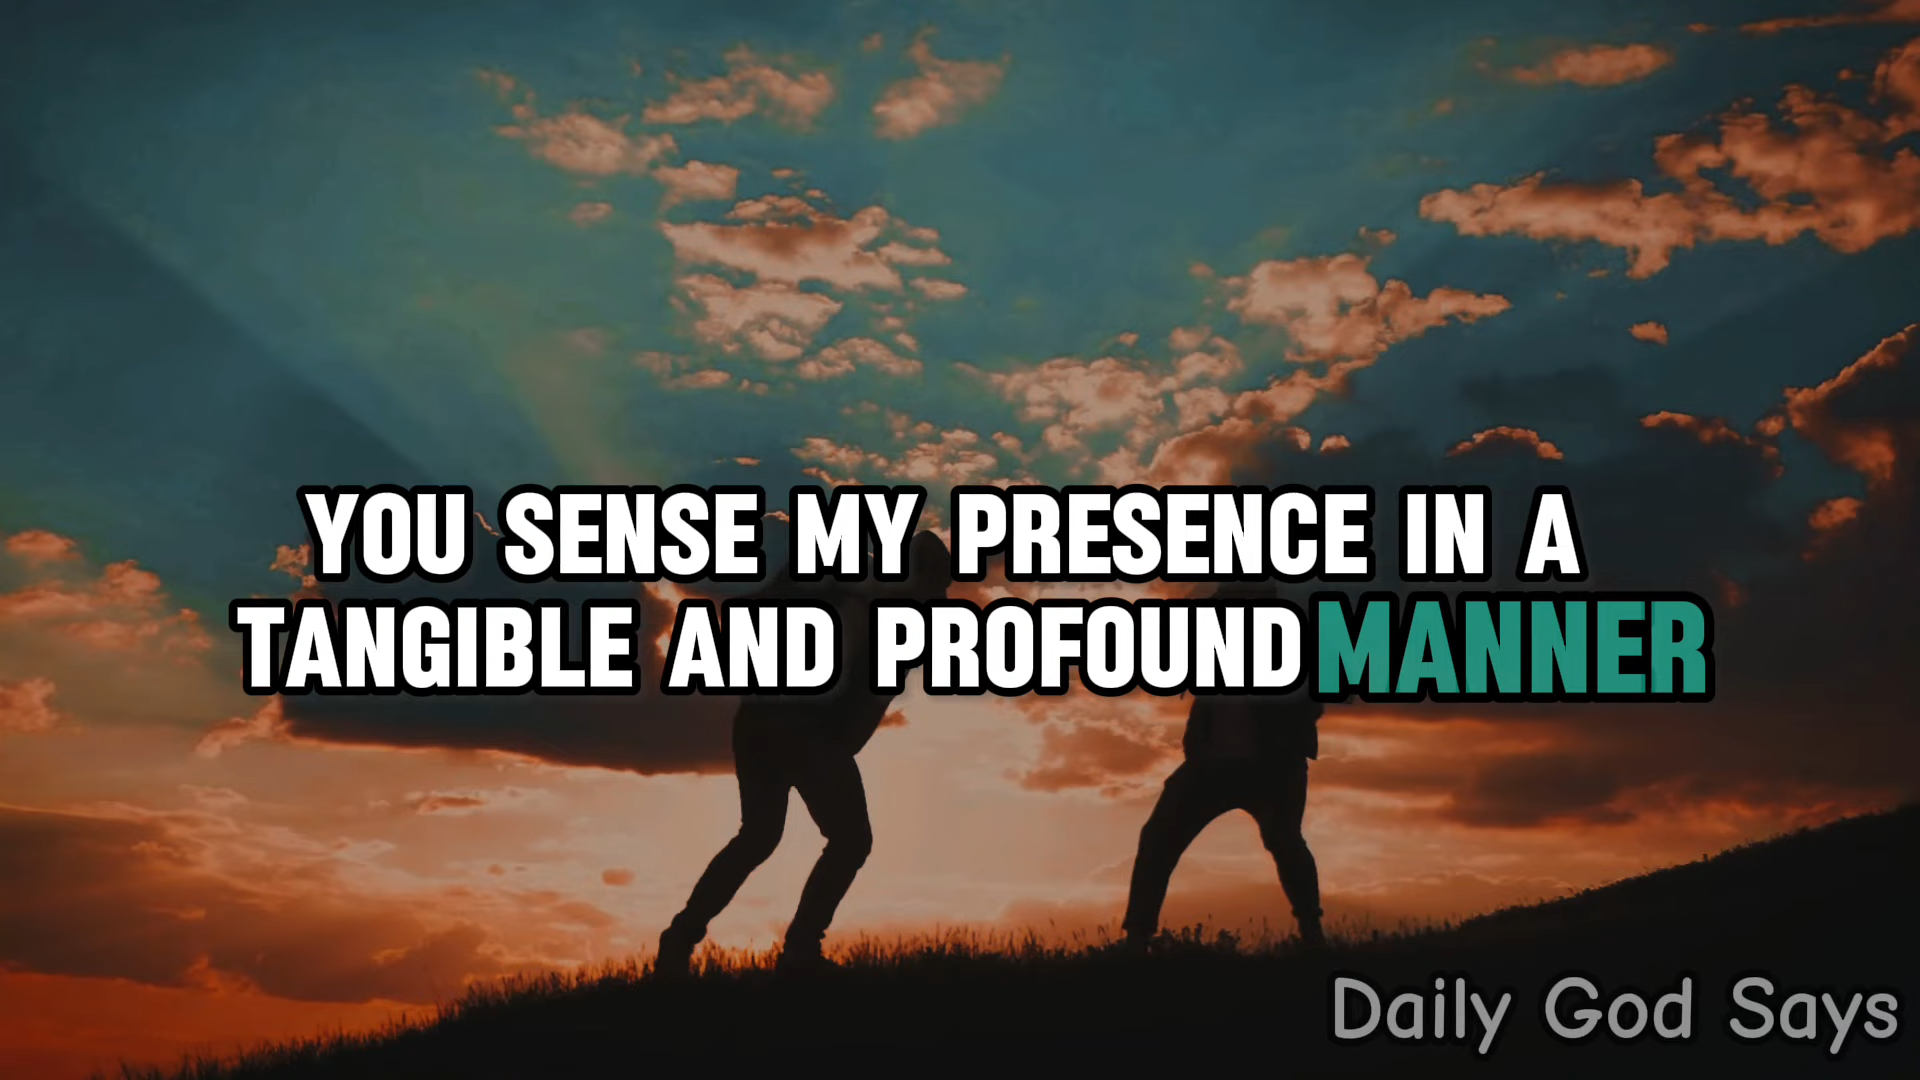 YOU SENSE MY PRESENCE IN A
TANGIBLE AND PROFOUND MANNER
Daily God Says